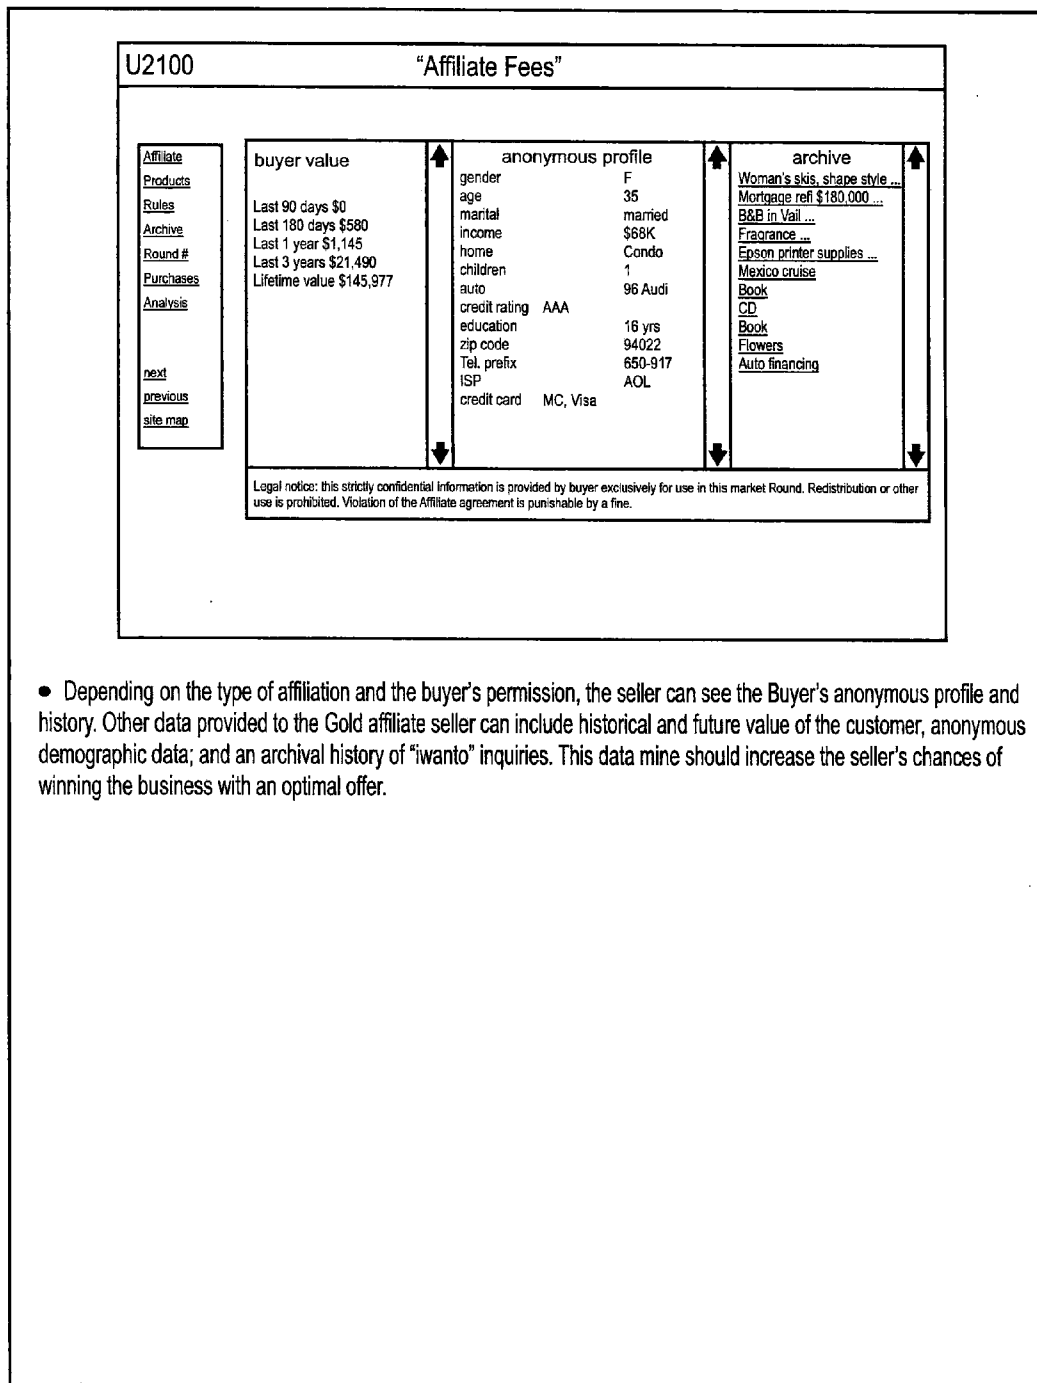 U2100 "Affiliate Fees"
Affiliate
Products
Rules
Archive
Round #
Purchases
Analysis
next
previous
site map
buyer value
Last 90 days $0
Last 180 days $580
Last 1 year $1,145
Last 3 years $21,490
Lifetime value $145,977
anonymous profile
gender F
age 35
marital married
income $68K
home Condo
children 1
auto 96 Audi
credit rating AAA
education 16 yrs
zip code 94022
Tel. prefix 650-917
ISP AOL
credit card MC, Visa
archive
Woman's skis, shape style ...
Mortgage refi $180,000 ...
B&B in Vail ...
Fragrance ...
Epson printer supplies ...
Mexico cruise
Book
CD
Book
Flowers
Auto financing
Legal notice: this strictly confidential information is provided by buyer exclusively for use in this market Round. Redistribution or other
use is prohibited. Violation of the Affiliate agreement is punishable by a fine.
● Depending on the type of affiliation and the buyer's permission, the seller can see the Buyer's anonymous profile and
history. Other data provided to the Gold affiliate seller can include historical and future value of the customer, anonymous
demographic data; and an archival history of "iwanto" inquiries. This data mine should increase the seller's chances of
winning the business with an optimal offer.